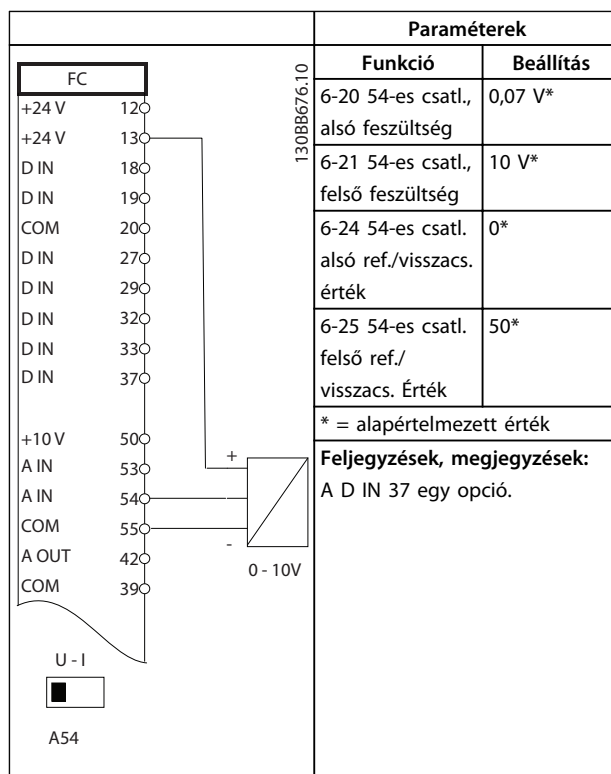 FC
+24 V 12
+24 V 13
D IN 18
D IN 19
COM 20
D IN 27
D IN 29
D IN 32
D IN 33
D IN 37
+10 V 50
A IN 53
A IN 54
COM 55
A OUT 42
COM 39
+
-
0 - 10V
U - I
A54
130BB676.10
Paraméterek
Funkció Beállítás
6-20 54-es csatl., 0,07 V*
alsó feszültség
6-21 54-es csatl., 10 V*
felső feszültség
6-24 54-es csatl. 0*
alsó ref./visszacs.
érték
6-25 54-es csatl. 50*
felső ref./
visszacs. Érték
* = alapértelmezett érték
Feljegyzések, megjegyzések:
A D IN 37 egy opció.